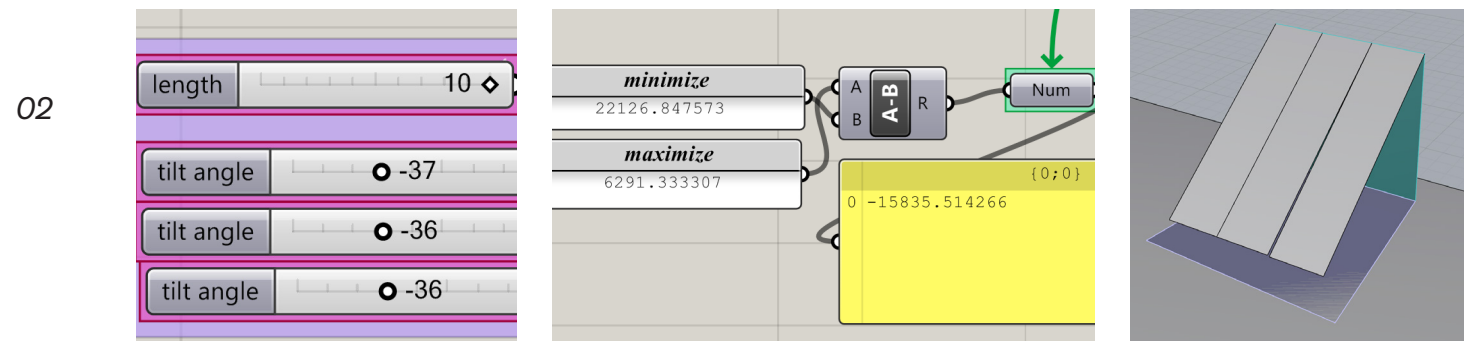 02
length 10
tilt angle -37
tilt angle -36
tilt angle -36
minimize
22126.847573
maximize
6291.333307
A
B
A-B
R
Num
{0;0}
0 -15835.514266